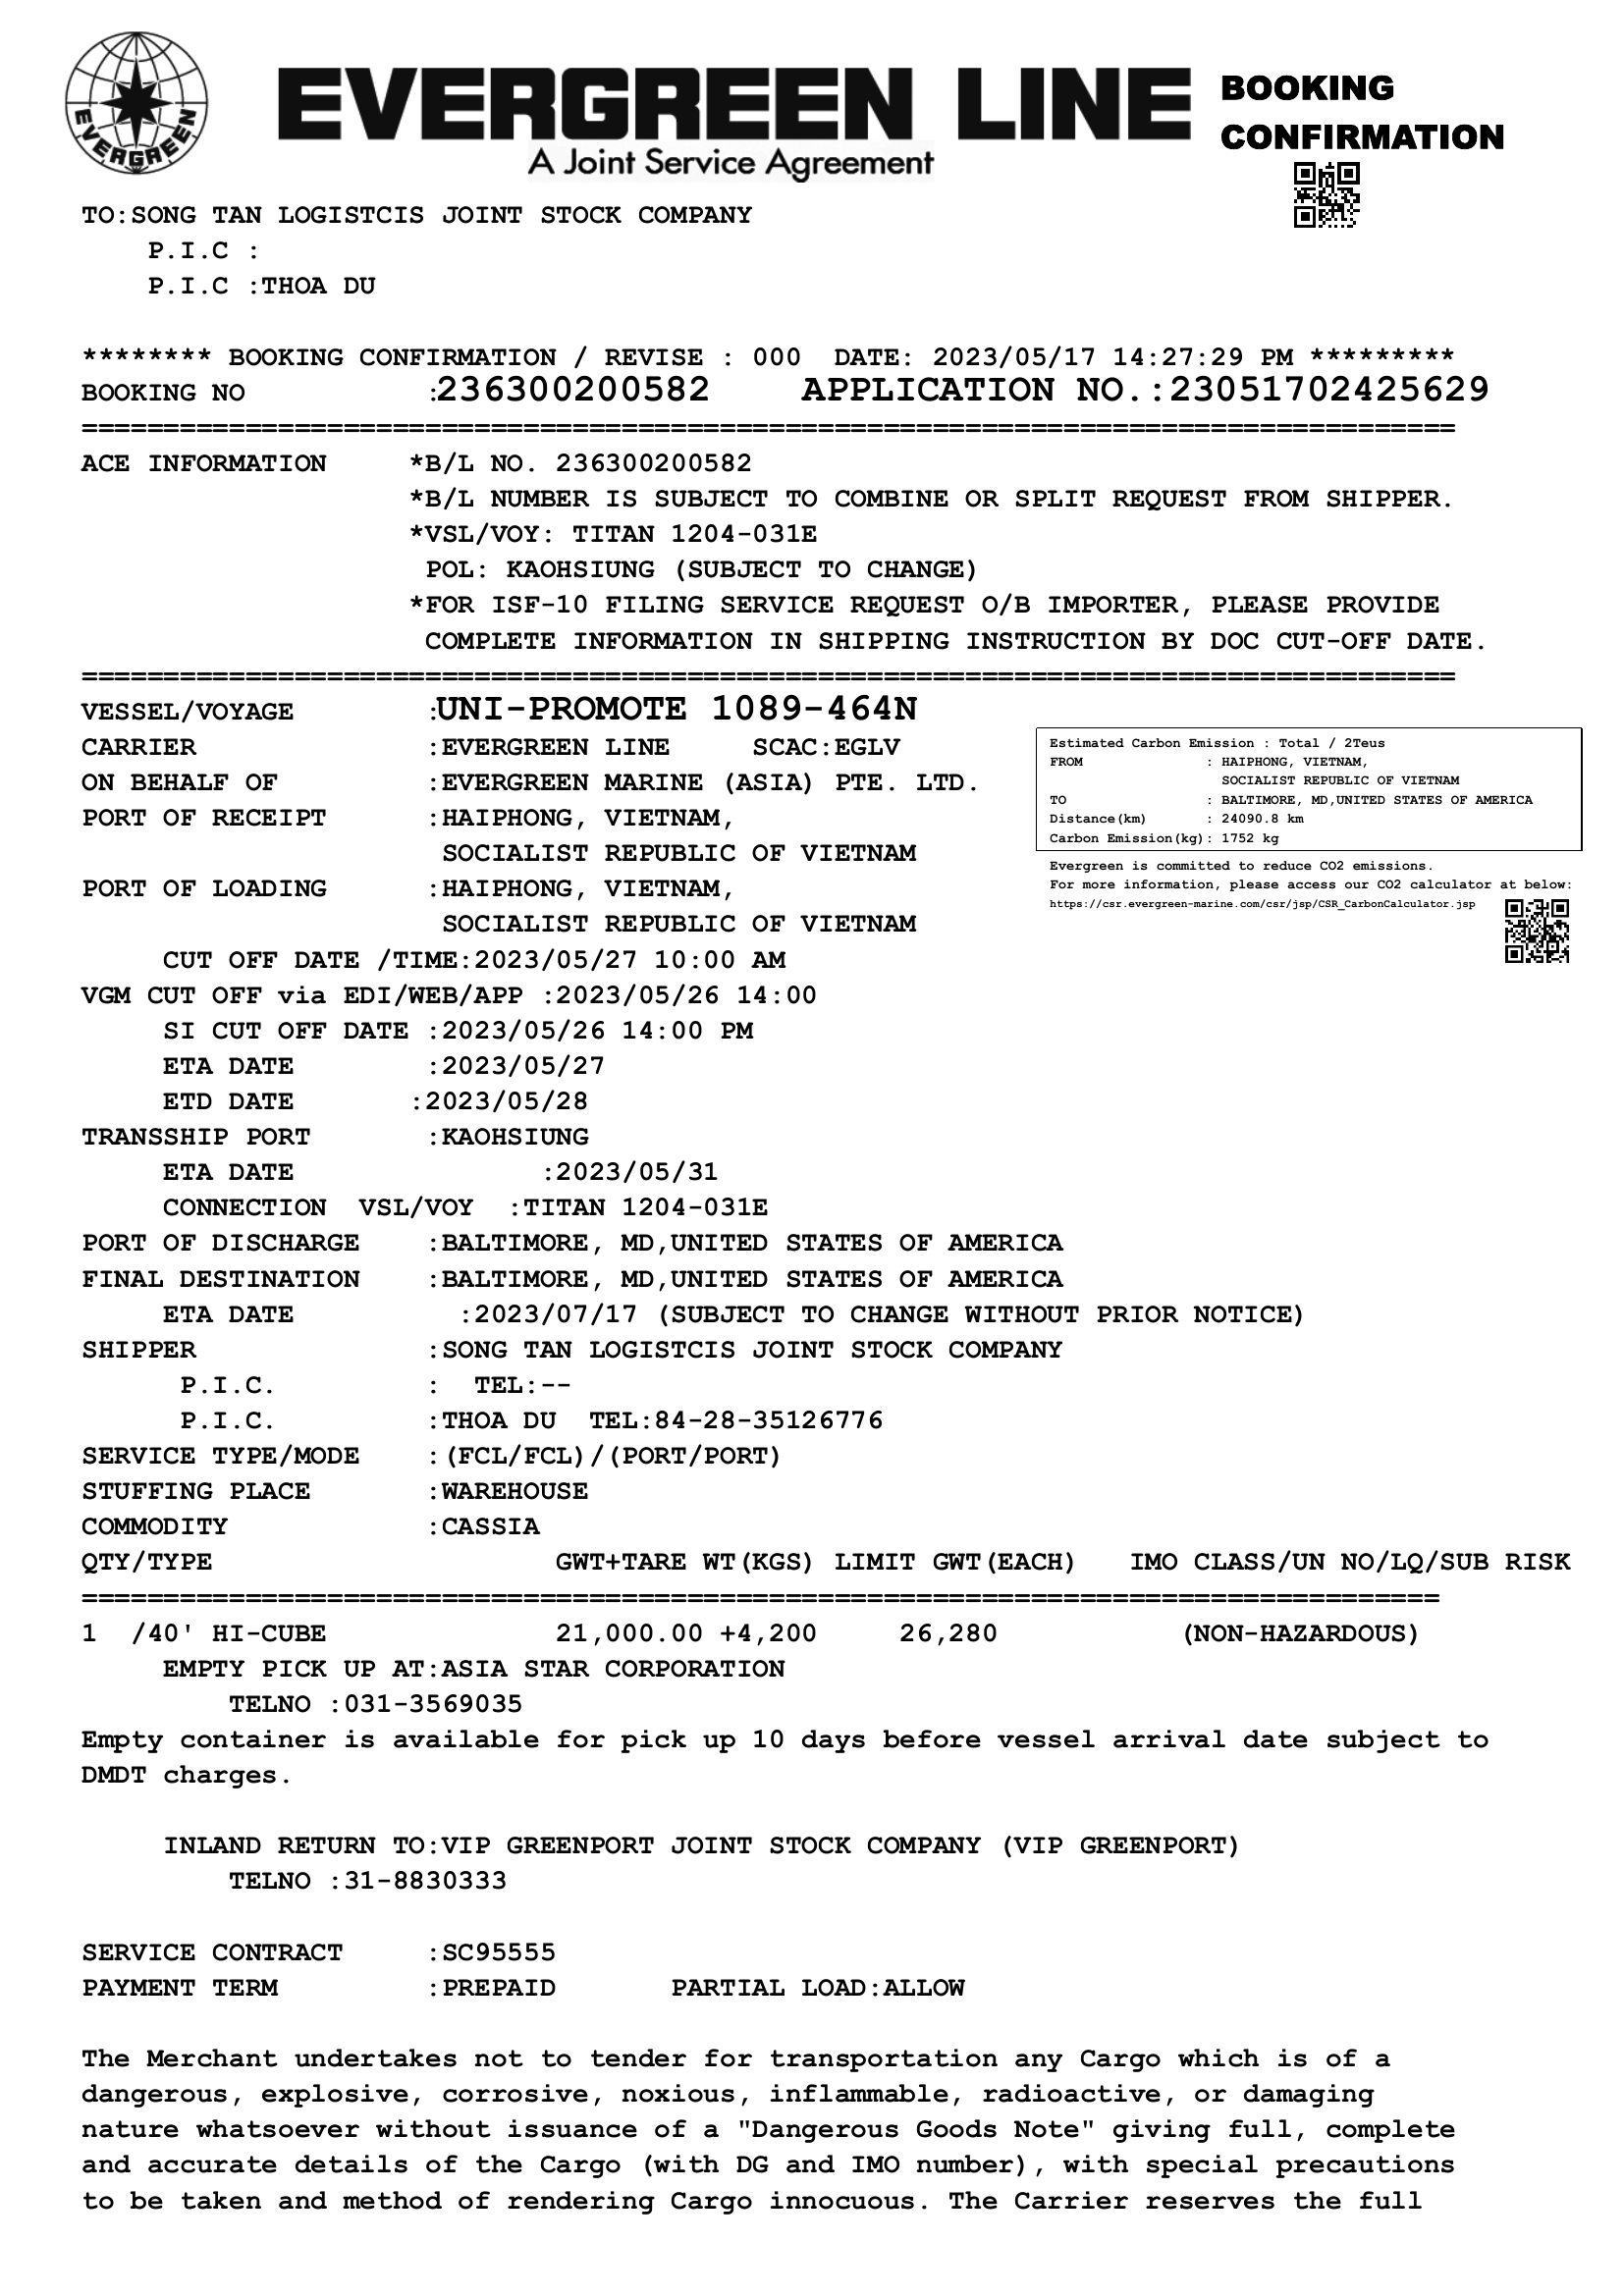 EVERGREEN
EVERGREEN LINE
A Joint Service Agreement
BOOKING
CONFIRMATION
TO:SONG TAN LOGISTCIS JOINT STOCK COMPANY
P.I.C :
P.I.C :THOA DU
******** BOOKING CONFIRMATION / REVISE : 000 DATE: 2023/05/17 14:27:29 PM *********
BOOKING NO :236300200582 APPLICATION NO.:23051702425629
====================================================================================
ACE INFORMATION *B/L NO. 236300200582
*B/L NUMBER IS SUBJECT TO COMBINE OR SPLIT REQUEST FROM SHIPPER.
*VSL/VOY: TITAN 1204-031E
POL: KAOHSIUNG (SUBJECT TO CHANGE)
*FOR ISF-10 FILING SERVICE REQUEST O/B IMPORTER, PLEASE PROVIDE
COMPLETE INFORMATION IN SHIPPING INSTRUCTION BY DOC CUT-OFF DATE.
====================================================================================
VESSEL/VOYAGE :UNI-PROMOTE 1089-464N
CARRIER :EVERGREEN LINE SCAC:EGLV
ON BEHALF OF :EVERGREEN MARINE (ASIA) PTE. LTD.
PORT OF RECEIPT :HAIPHONG, VIETNAM,
SOCIALIST REPUBLIC OF VIETNAM
PORT OF LOADING :HAIPHONG, VIETNAM,
SOCIALIST REPUBLIC OF VIETNAM
Estimated Carbon Emission : Total / 2Teus
FROM : HAIPHONG, VIETNAM,
SOCIALIST REPUBLIC OF VIETNAM
TO : BALTIMORE, MD,UNITED STATES OF AMERICA
Distance(km) : 24090.8 km
Carbon Emission(kg): 1752 kg
Evergreen is committed to reduce CO2 emissions.
For more information, please access our CO2 calculator at below:
https://csr.evergreen-marine.com/csr/jsp/CSR_CarbonCalculator.jsp
CUT OFF DATE /TIME:2023/05/27 10:00 AM
VGM CUT OFF via EDI/WEB/APP :2023/05/26 14:00
SI CUT OFF DATE :2023/05/26 14:00 PM
ETA DATE :2023/05/27
ETD DATE :2023/05/28
TRANSSHIP PORT :KAOHSIUNG
ETA DATE :2023/05/31
CONNECTION VSL/VOY :TITAN 1204-031E
PORT OF DISCHARGE :BALTIMORE, MD,UNITED STATES OF AMERICA
FINAL DESTINATION :BALTIMORE, MD,UNITED STATES OF AMERICA
ETA DATE :2023/07/17 (SUBJECT TO CHANGE WITHOUT PRIOR NOTICE)
SHIPPER :SONG TAN LOGISTCIS JOINT STOCK COMPANY
P.I.C. : TEL:--
P.I.C. :THOA DU TEL:84-28-35126776
SERVICE TYPE/MODE :(FCL/FCL)/(PORT/PORT)
STUFFING PLACE :WAREHOUSE
COMMODITY :CASSIA
QTY/TYPE GWT+TARE WT(KGS) LIMIT GWT(EACH) IMO CLASS/UN NO/LQ/SUB RISK
===================================================================================
1 /40' HI-CUBE 21,000.00 +4,200 26,280 (NON-HAZARDOUS)
EMPTY PICK UP AT:ASIA STAR CORPORATION
TELNO :031-3569035
Empty container is available for pick up 10 days before vessel arrival date subject to
DMDT charges.
INLAND RETURN TO:VIP GREENPORT JOINT STOCK COMPANY (VIP GREENPORT)
TELNO :31-8830333
SERVICE CONTRACT :SC95555
PAYMENT TERM :PREPAID PARTIAL LOAD:ALLOW
The Merchant undertakes not to tender for transportation any Cargo which is of a
dangerous, explosive, corrosive, noxious, inflammable, radioactive, or damaging
nature whatsoever without issuance of a "Dangerous Goods Note" giving full, complete
and accurate details of the Cargo (with DG and IMO number), with special precautions
to be taken and method of rendering Cargo innocuous. The Carrier reserves the full